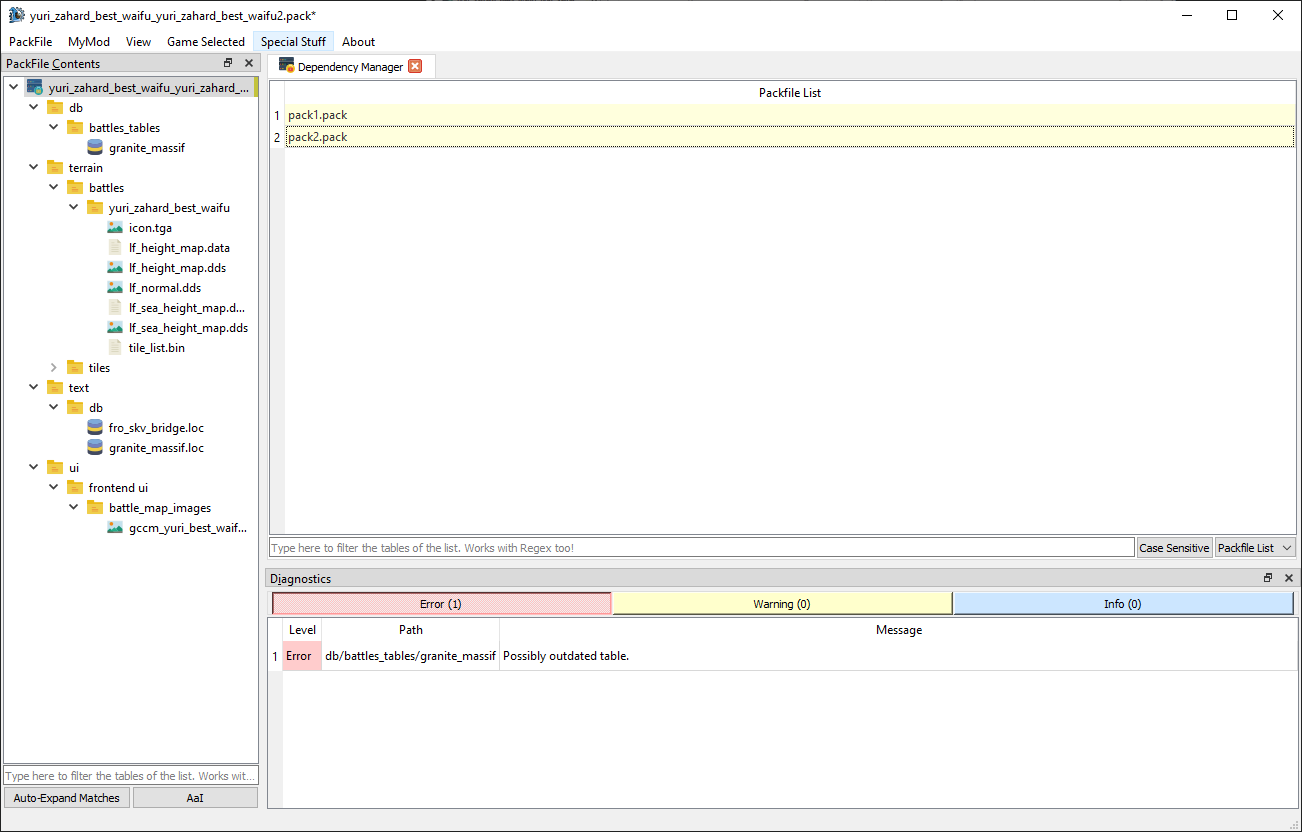 yuri_zahard_best_waifu_yuri_zahard_best_waifu2.pack*
PackFile MyMod View Game Selected Special Stuff About
PackFile Contents
yuri_zahard_best_waifu_yuri_zahard_...
db
battles_tables
granite_massif
terrain
battles
yuri_zahard_best_waifu
icon.tga
lf_height_map.data
lf_height_map.dds
lf_normal.dds
lf_sea_height_map.d...
lf_sea_height_map.dds
tile_list.bin
tiles
text
db
fro_skv_bridge.loc
granite_massif.loc
ui
frontend ui
battle_map_images
gccm_yuri_best_waif...
Type here to filter the tables of the list. Works wit...
Auto-Expand Matches AaI
Dependency Manager
Packfile List
1 pack1.pack
2 pack2.pack
Type here to filter the tables of the list. Works with Regex too! Case Sensitive Packfile List
Diagnostics
Error (1) Warning (0) Info (0)
Level Path Message
1 Error db/battles_tables/granite_massif Possibly outdated table.